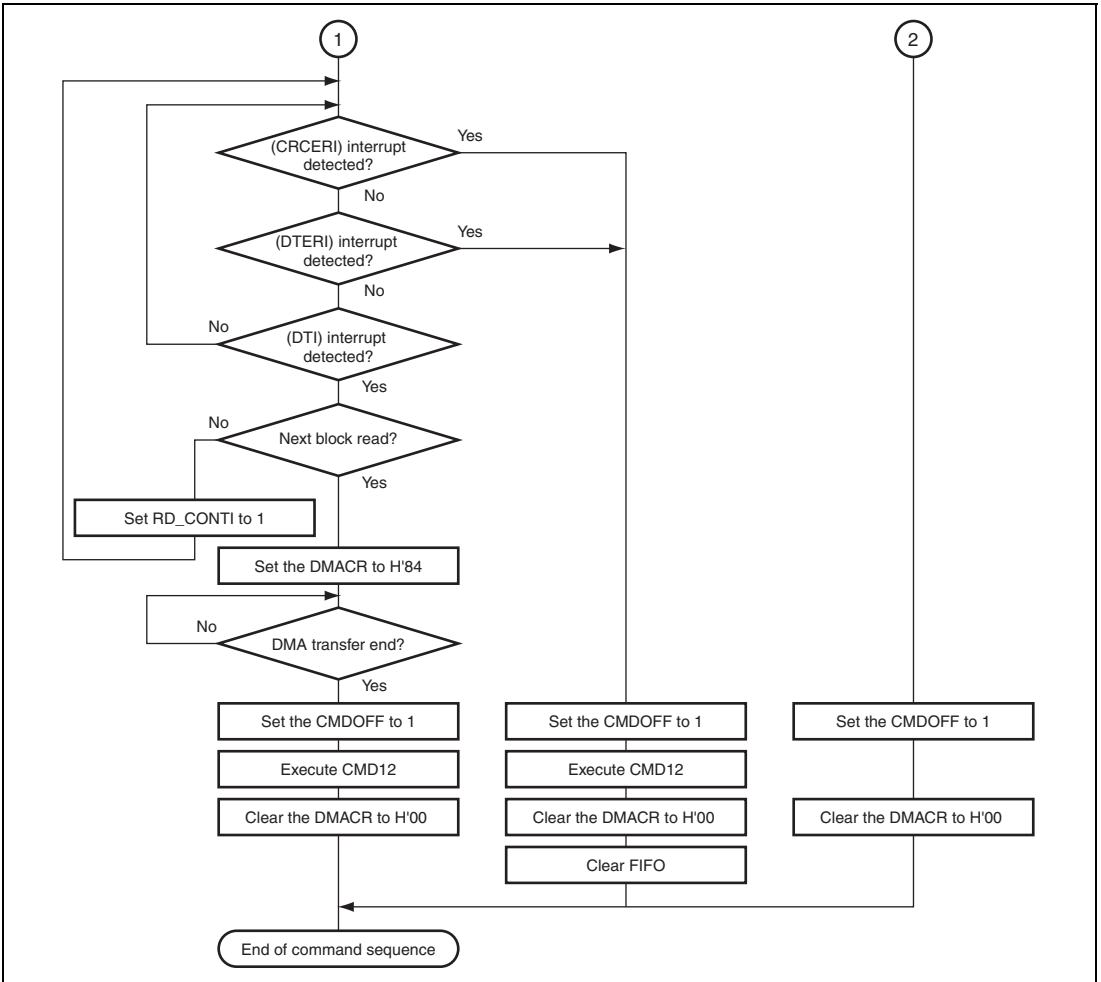 1
2
(CRCERI) interrupt
detected?
Yes
No
(DTERI) interrupt
detected?
Yes
No
No
(DTI) interrupt
detected?
Yes
No
Next block read?
Yes
Set RD_CONTI to 1
Set the DMACR to H'84
No
DMA transfer end?
Yes
Set the CMDOFF to 1
Set the CMDOFF to 1
Set the CMDOFF to 1
Execute CMD12
Execute CMD12
Clear the DMACR to H'00
Clear the DMACR to H'00
Clear the DMACR to H'00
Clear FIFO
End of command sequence